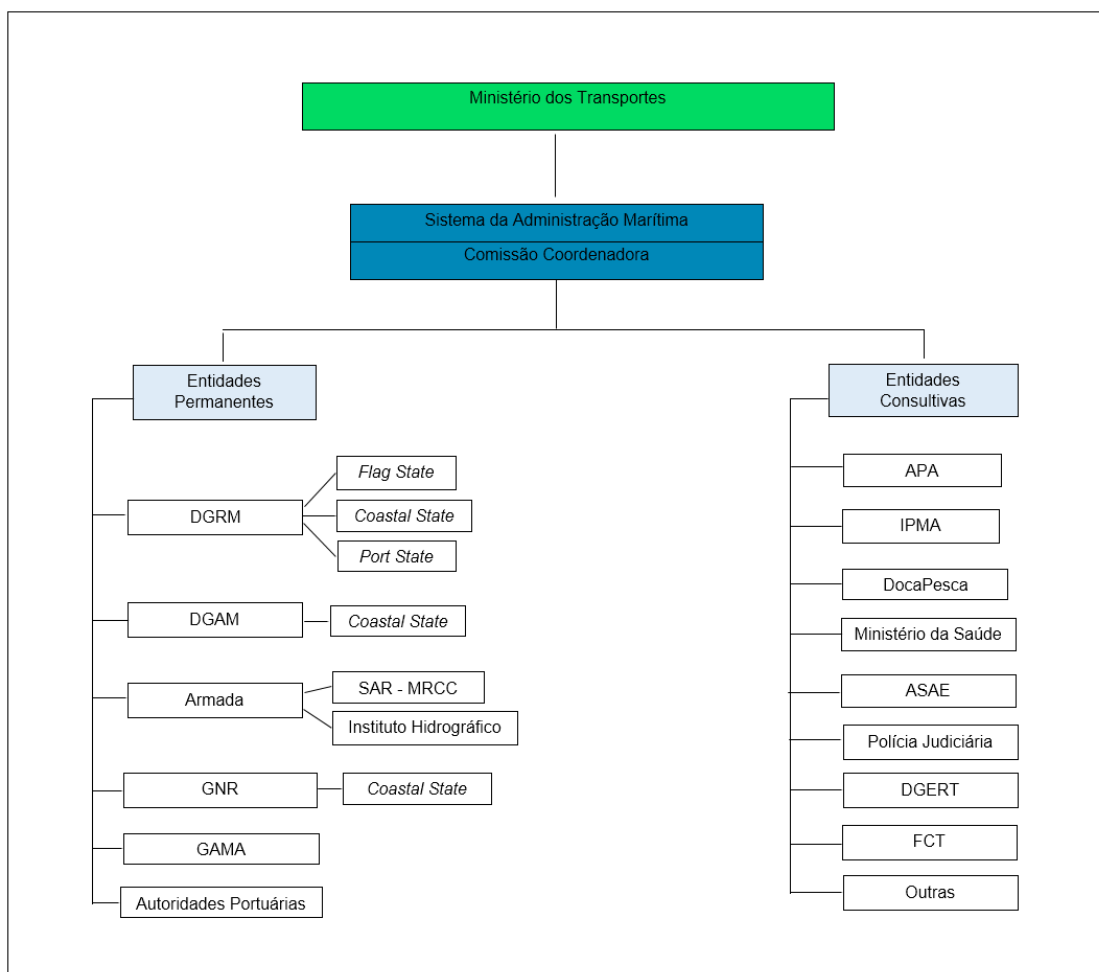 Ministério dos Transportes
Sistema da Administração Marítima
Comissão Coordenadora
Entidades
Permanentes
DGRM
Flag State
Coastal State
Port State
DGAM
Coastal State
Armada
SAR - MRCC
Instituto Hidrográfico
GNR
Coastal State
GAMA
Autoridades Portuárias
Entidades
Consultivas
APA
IPMA
DocaPesca
Ministério da Saúde
ASAE
Polícia Judiciária
DGERT
FCT
Outras